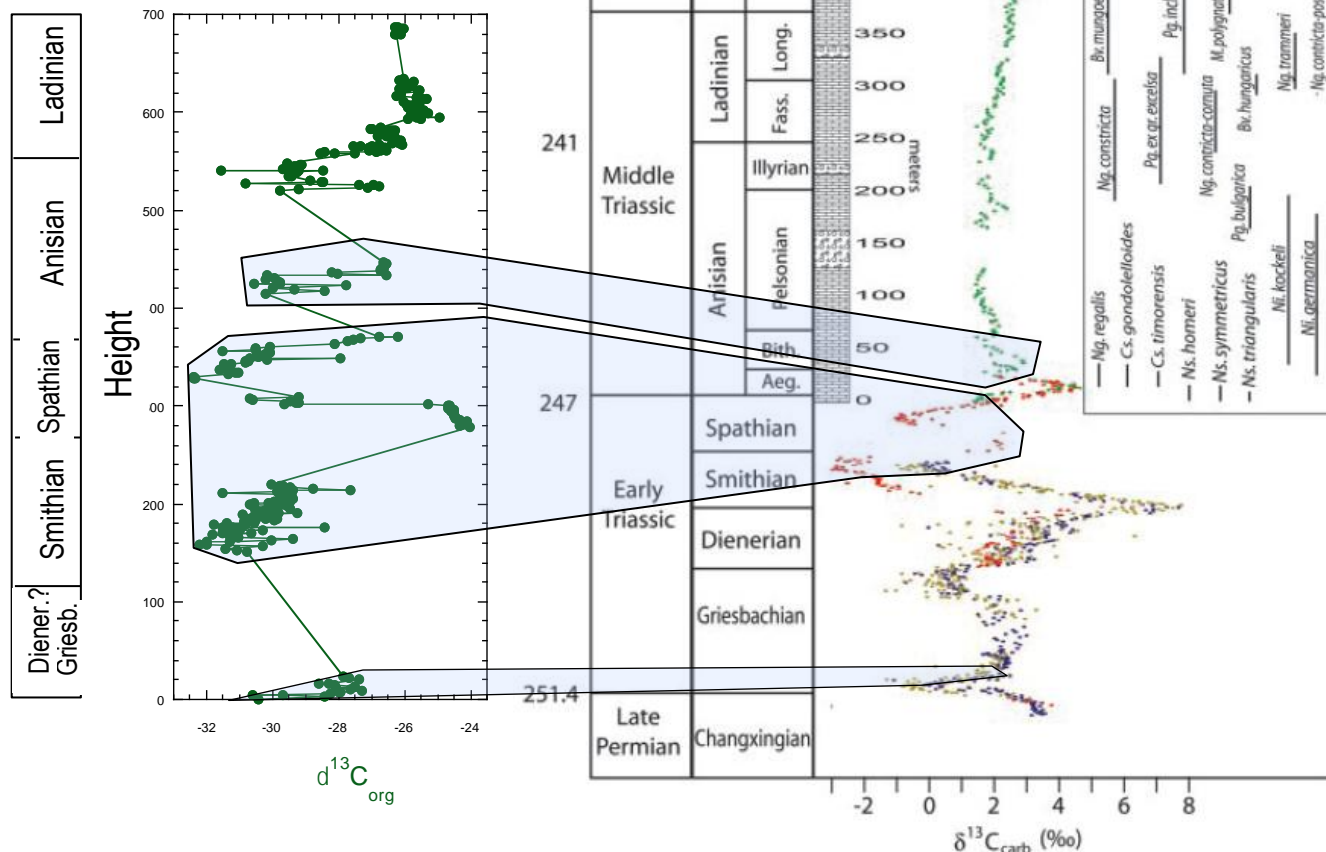 Ladinian
Anisian
Spathian
Smithian
Diener.?
Griesb.
Height
700
600
500
00
00
200
100
0
-32
-30
-28
-26
-24
d13Corg
241
247
251.4
Middle
Triassic
Early
Triassic
Late
Permian
Ladinian
Anisian
Spathian
Smithian
Dienerian
Griesbachian
Changxingian
Long.
Fass.
Illyrian
Pelsonian
Bith.
Aeg.
350
300
250
200
150
100
50
0
meters
Ng. regalis
Cs. gondolelloides
Cs. timorensis
Ns. homeri
Ns. symmetricus
Ns. triangularis
Ni. kockeli
Ni. germanica
Ng. constricta
Pg. ex gr. excelsa
Ng. contricta-cornuta
Pg. bulgarica
Bv. hungaricus
Ng. trammeri
-2
0
2
4
6
8
δ13Ccarb (‰)